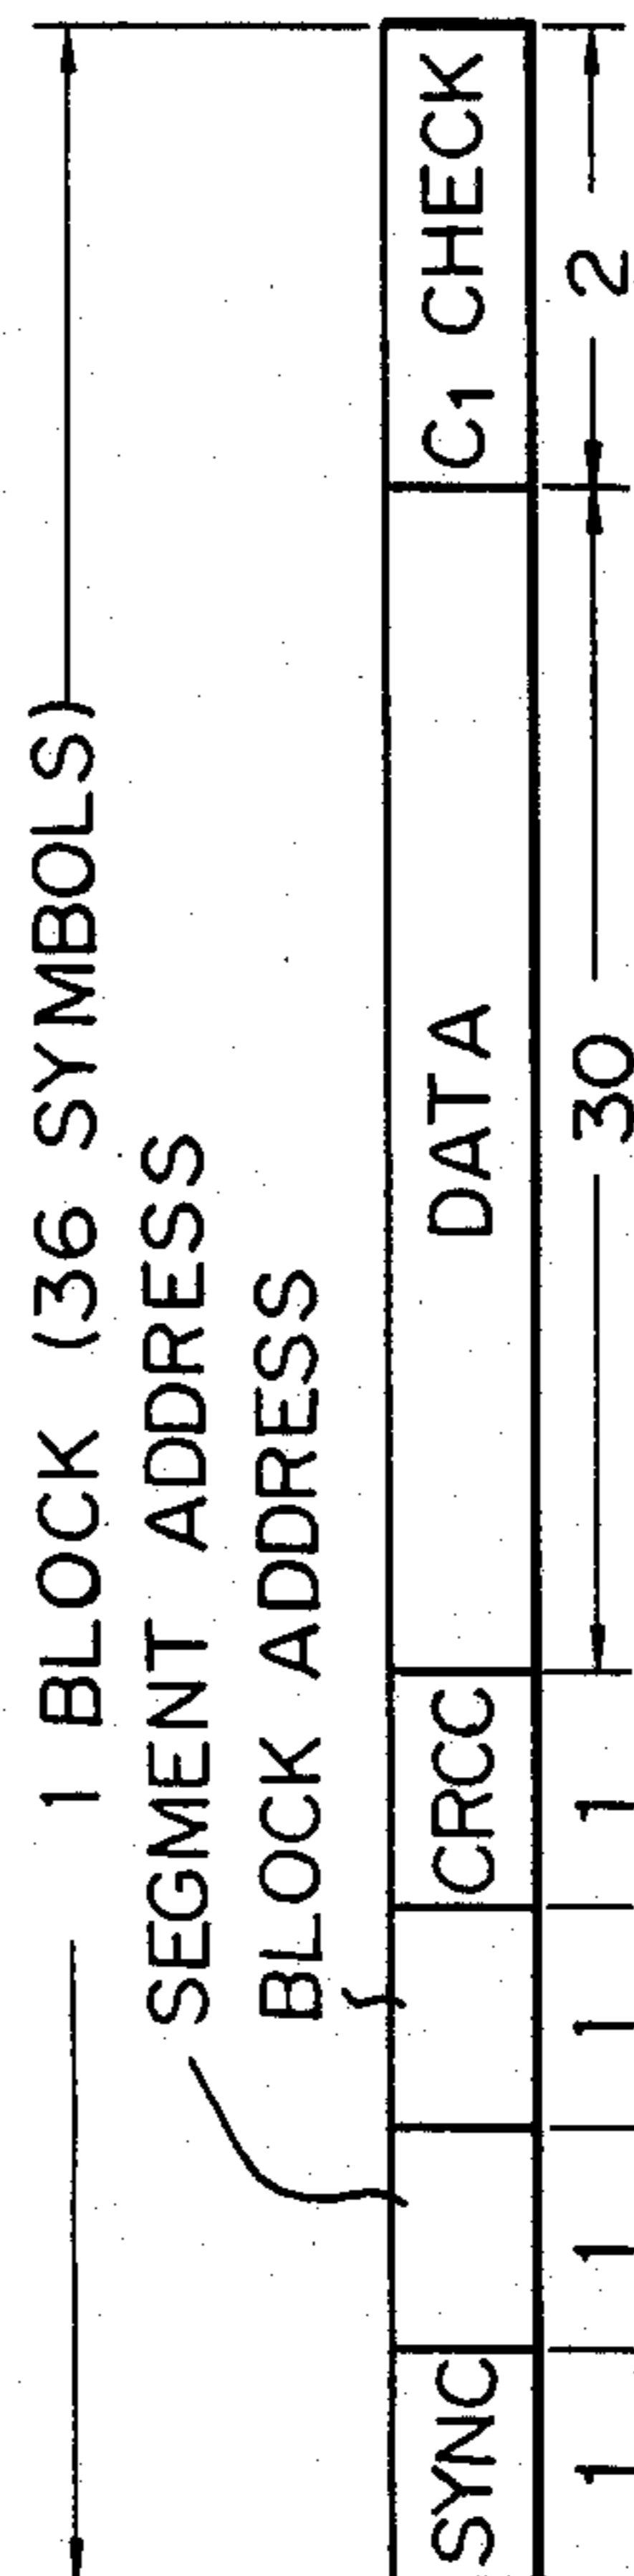 1 BLOCK (36 SYMBOLS)
SEGMENT ADDRESS
BLOCK ADDRESS
SYNC CRCC DATA C1 CHECK
1 1 1 1 30 2